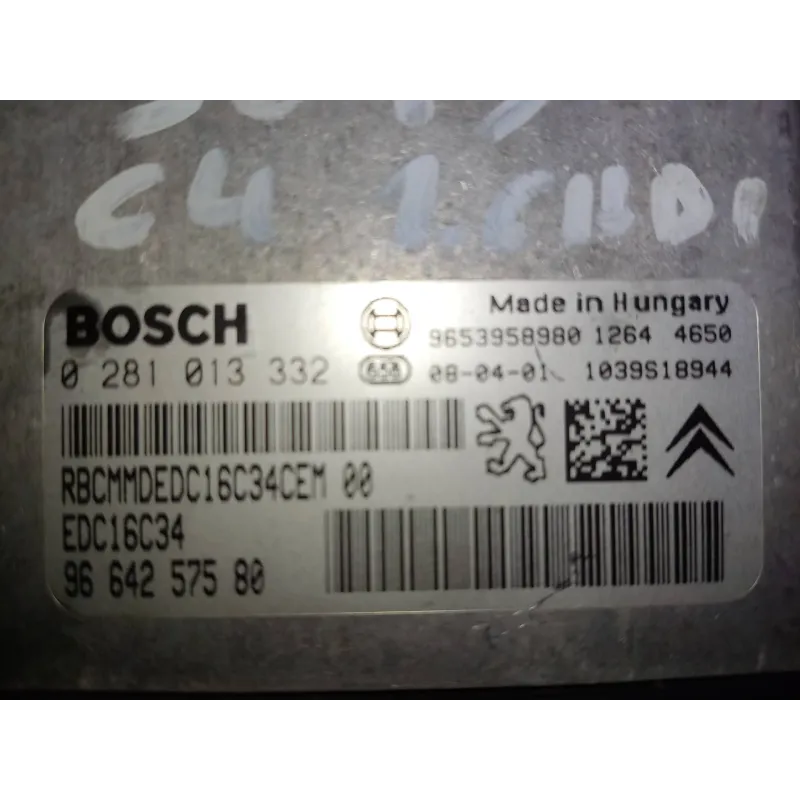 C4 1.6HDI
BOSCH
Made in Hungary
9653958980 1264 4650
0 281 013 332
658
08-04-01 1039S18944
RBCMMDEDC16C34CEM 00
EDC16C34
96 642 575 80